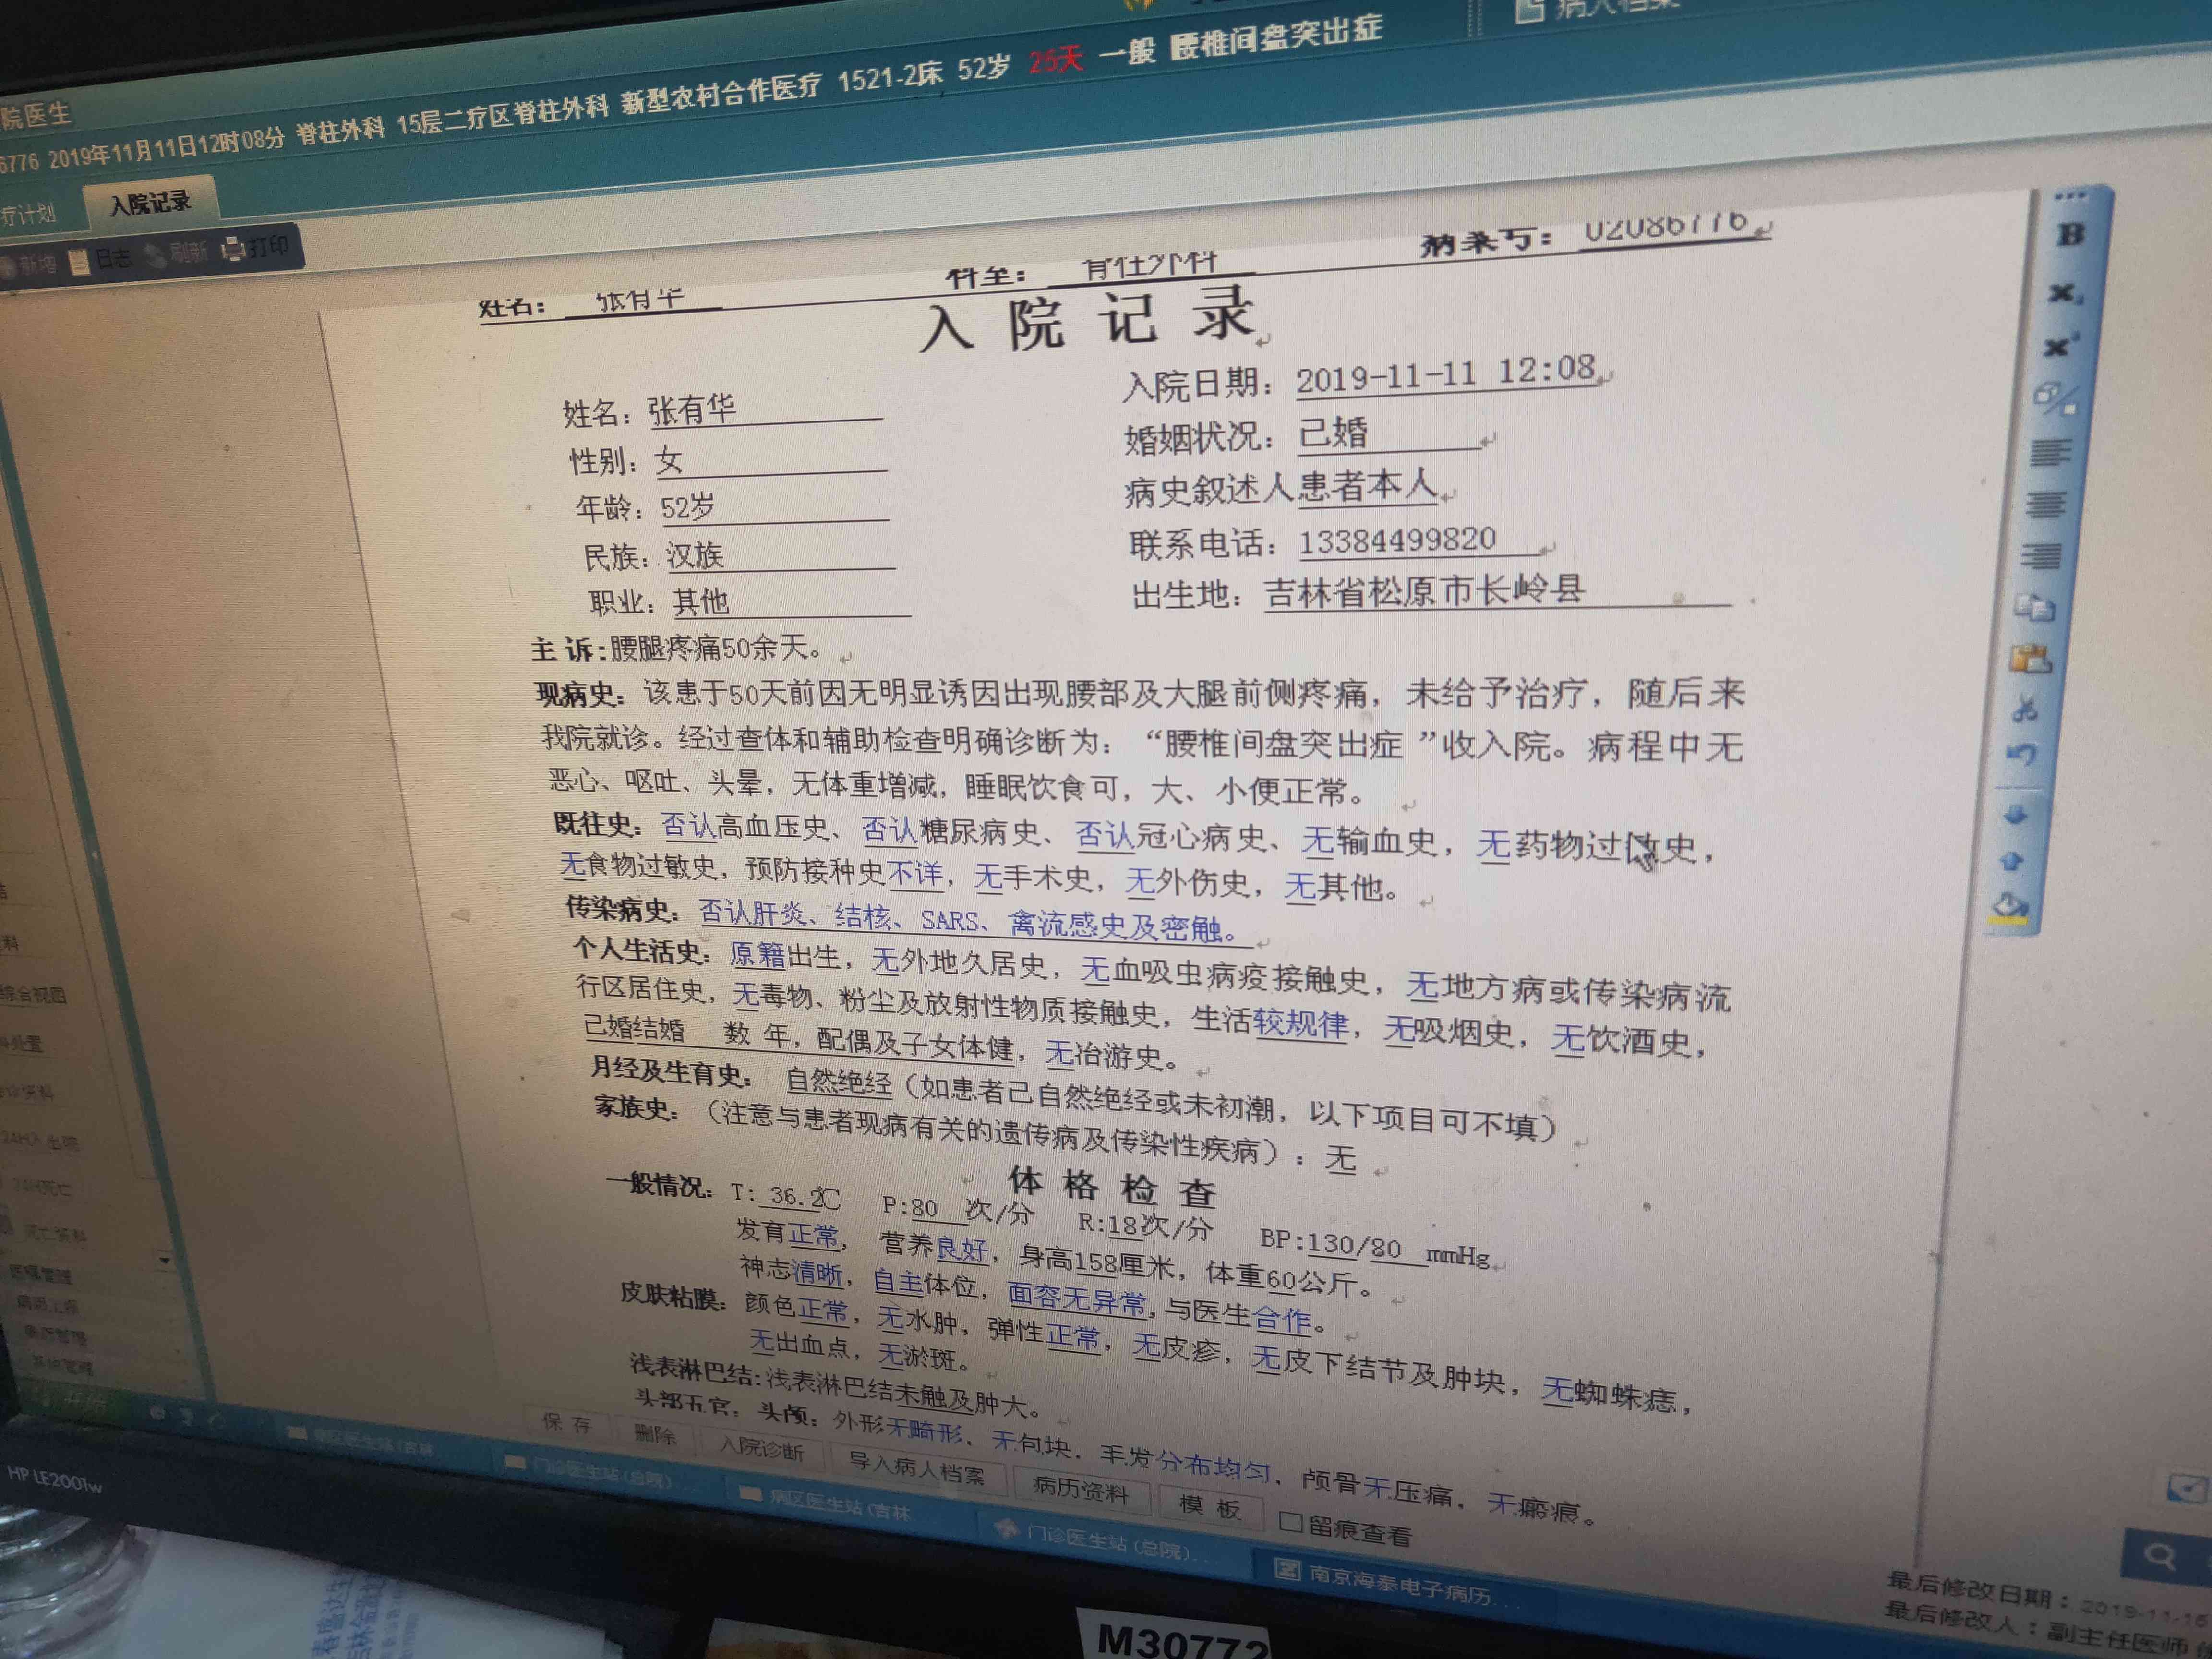 病人档案
院医生
6776 2019年11月11日12时08分 脊柱外科 15层二疗区脊柱外科 新型农村合作医疗 1521-2床 52岁 25天 一般 腰椎间盘突出症
疗计划 入院记录
新增 日志 刷新 打印
姓名： 张有华 科室： 脊柱外科 病案号： 02086776
入院记录
姓名：张有华 入院日期：2019-11-11 12:08
性别：女 婚姻状况：已婚
年龄：52岁 病史叙述人患者本人
民族：汉族 联系电话：13384499820
职业：其他 出生地：吉林省松原市长岭县
主 诉：腰腿疼痛50余天。
现病史：该患于50天前因无明显诱因出现腰部及大腿前侧疼痛，未给予治疗，随后来
我院就诊。经过查体和辅助检查明确诊断为：“腰椎间盘突出症 ”收入院。病程中无
恶心、呕吐、头晕，无体重增减，睡眠饮食可，大、小便正常。
既往史：否认高血压史、否认糖尿病史、否认冠心病史、无输血史，无药物过敏史，
无食物过敏史，预防接种史不详，无手术史，无外伤史，无其他。
传染病史：否认肝炎、结核、SARS、禽流感史及密触。
个人生活史：原籍出生，无外地久居史，无血吸虫病疫接触史，无地方病或传染病流
行区居住史，无毒物、粉尘及放射性物质接触史，生活较规律，无吸烟史，无饮酒史，
已婚结婚 数 年，配偶及子女体健，无冶游史。
月经及生育史： 自然绝经（如患者已自然绝经或未初潮，以下项目可不填）
家族史：（注意与患者现病有关的遗传病及传染性疾病）：无
体 格 检 查
一般情况：T: 36.2℃ P:80 次/分 R:18次/分 BP:130/80 mmHg
发育正常， 营养良好，身高158厘米，体重60公斤。
神志清晰，自主体位，面容无异常,与医生合作。
皮肤粘膜：颜色正常，无水肿，弹性正常，无皮疹，无皮下结节及肿块，无蜘蛛痣，
无出血点，无淤斑。
浅表淋巴结:浅表淋巴结未触及肿大。
头部五官：头颅：外形无畸形，无包块，毛发分布均匀，颅骨无压痛，无瘢痕。
保 存 删除 入院诊断 导入病人档案 病历资料 模 板 留痕查看
综合视图
24H入出院
24H死亡
病区医生站(吉林 门诊医生站(总院)... 病区医生站(吉林 门诊医生站(总院)... 南京海泰电子病历...
最后修改日期：2019-11-16
最后修改人：副主任医师
HP LE2001w
M30772